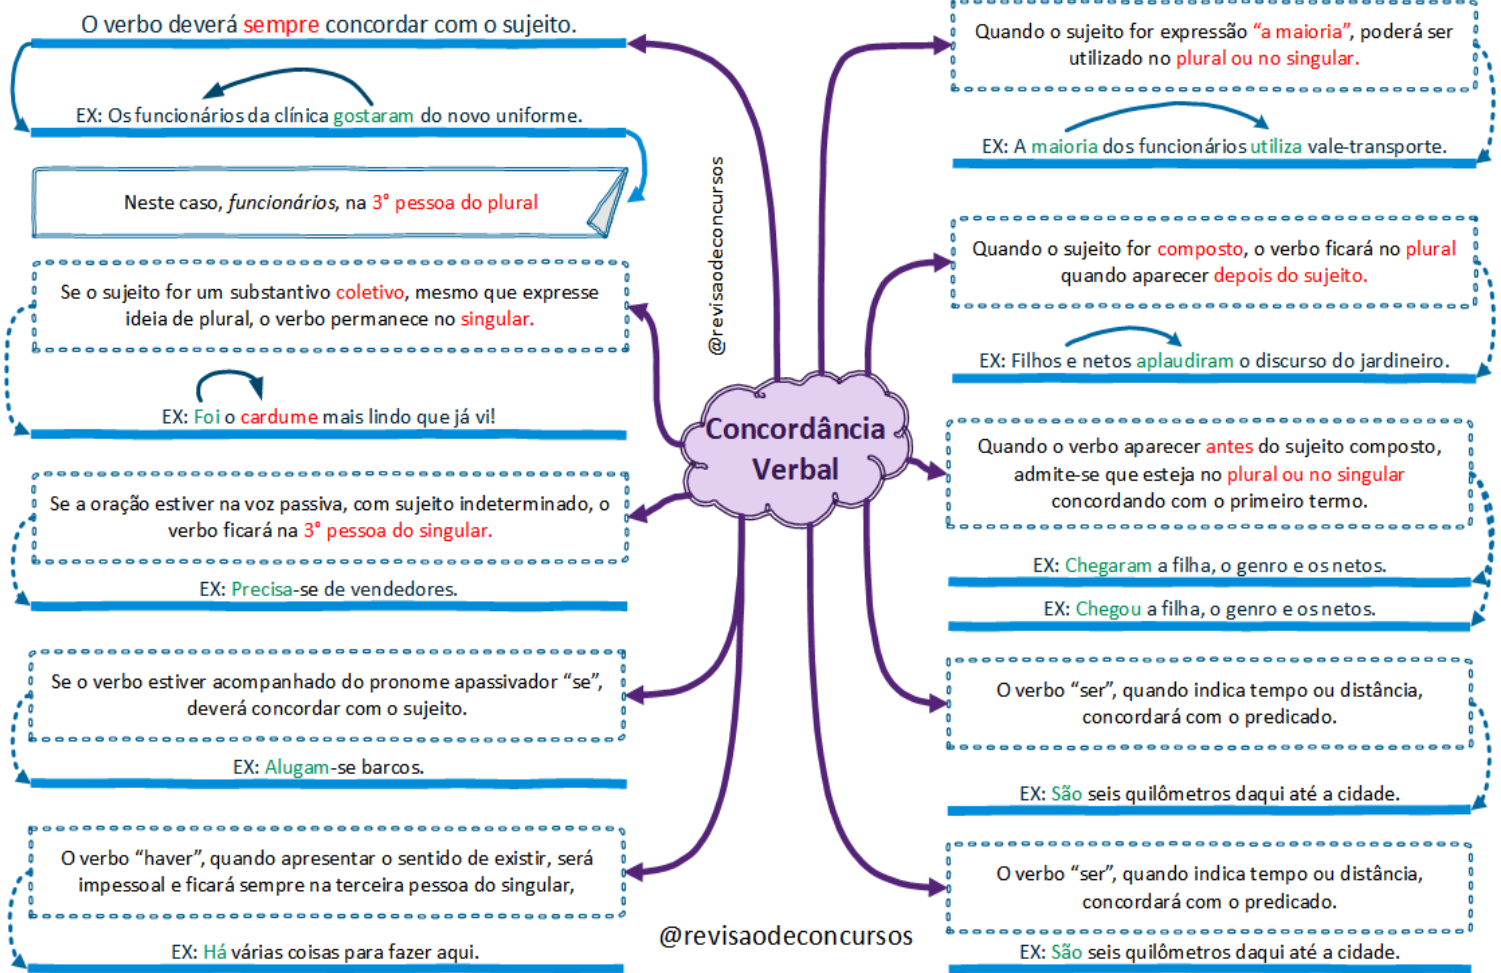 O verbo deverá sempre concordar com o sujeito.
EX: Os funcionários da clínica gostaram do novo uniforme.
Neste caso, funcionários, na 3° pessoa do plural
Se o sujeito for um substantivo coletivo, mesmo que expresse
ideia de plural, o verbo permanece no singular.
EX: Foi o cardume mais lindo que já vi!
Se a oração estiver na voz passiva, com sujeito indeterminado, o
verbo ficará na 3° pessoa do singular.
EX: Precisa-se de vendedores.
Se o verbo estiver acompanhado do pronome apassivador “se”,
deverá concordar com o sujeito.
EX: Alugam-se barcos.
O verbo “haver”, quando apresentar o sentido de existir, será
impessoal e ficará sempre na terceira pessoa do singular,
EX: Há várias coisas para fazer aqui.
@revisaodeconcursos
Concordância
Verbal
@revisaodeconcursos
Quando o sujeito for expressão “a maioria”, poderá ser
utilizado no plural ou no singular.
EX: A maioria dos funcionários utiliza vale-transporte.
Quando o sujeito for composto, o verbo ficará no plural
quando aparecer depois do sujeito.
EX: Filhos e netos aplaudiram o discurso do jardineiro.
Quando o verbo aparecer antes do sujeito composto,
admite-se que esteja no plural ou no singular
concordando com o primeiro termo.
EX: Chegaram a filha, o genro e os netos.
EX: Chegou a filha, o genro e os netos.
O verbo “ser”, quando indica tempo ou distância,
concordará com o predicado.
EX: São seis quilômetros daqui até a cidade.
O verbo “ser”, quando indica tempo ou distância,
concordará com o predicado.
EX: São seis quilômetros daqui até a cidade.